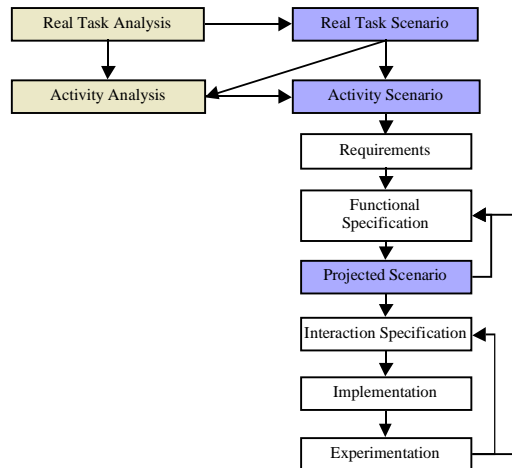 Real Task Analysis
Real Task Scenario
Activity Analysis
Activity Scenario
Requirements
Functional
Specification
Projected Scenario
Interaction Specification
Implementation
Experimentation